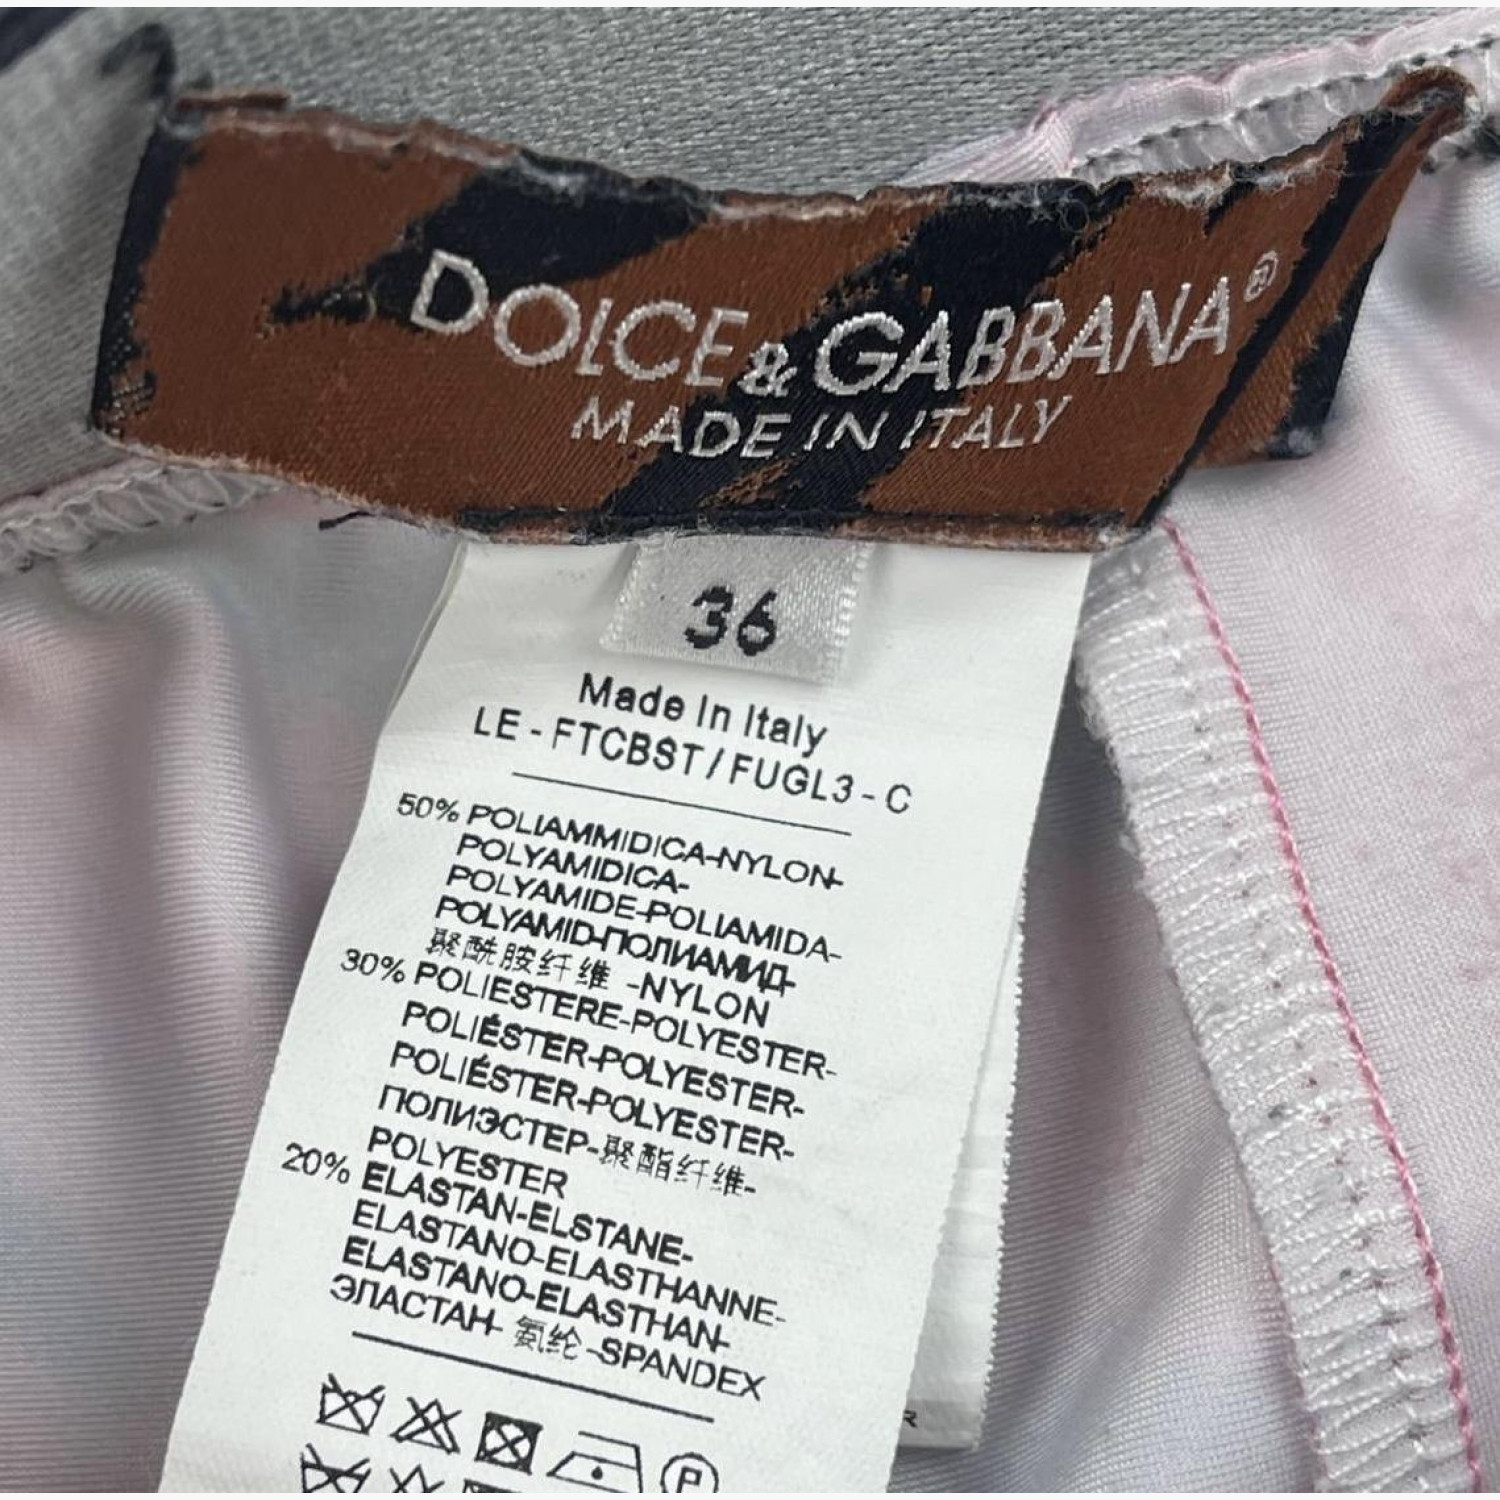 DOLCE & GABBANA®
MADE IN ITALY
36
Made In Italy
LE - FTCBST / FUGL3 - C
50% POLIAMMIDICA-NYLON-
POLYAMIDICA-
POLYAMIDE-POLIAMIDA-
POLYAMID-ПОЛИАМИД-
聚酰胺纤维 -NYLON
30% POLIESTERE-POLYESTER-
POLIÉSTER-POLYESTER-
POLIÉSTER-POLYESTER-
ПОЛИЭСТЕР-聚酯纤维-
POLYESTER
20% ELASTAN-ELSTANE-
ELASTANO-ELASTHANNE-
ELASTANO-ELASTHAN-
ЭЛАСТАН- 氨纶 -SPANDEX
P
R